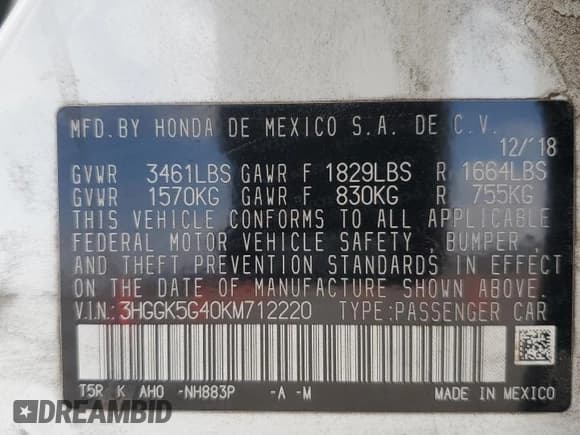 MFD. BY HONDA DE MEXICO S.A. DE C.V.
12/'18
GVWR 3461LBS GAWR F 1829LBS R 1664LBS
GVWR 1570KG GAWR F 830KG R 755KG
THIS VEHICLE CONFORMS TO ALL APPLICABLE
FEDERAL MOTOR VEHICLE SAFETY , BUMPER ,
AND THEFT PREVENTION STANDARDS IN EFFECT
ON THE DATE OF MANUFACTURE SHOWN ABOVE.
V.I.N.: 3HGGK5G40KM712220 TYPE:PASSENGER CAR
T5R K AH0 -NH883P -A -M MADE IN MEXICO
DREAMBID